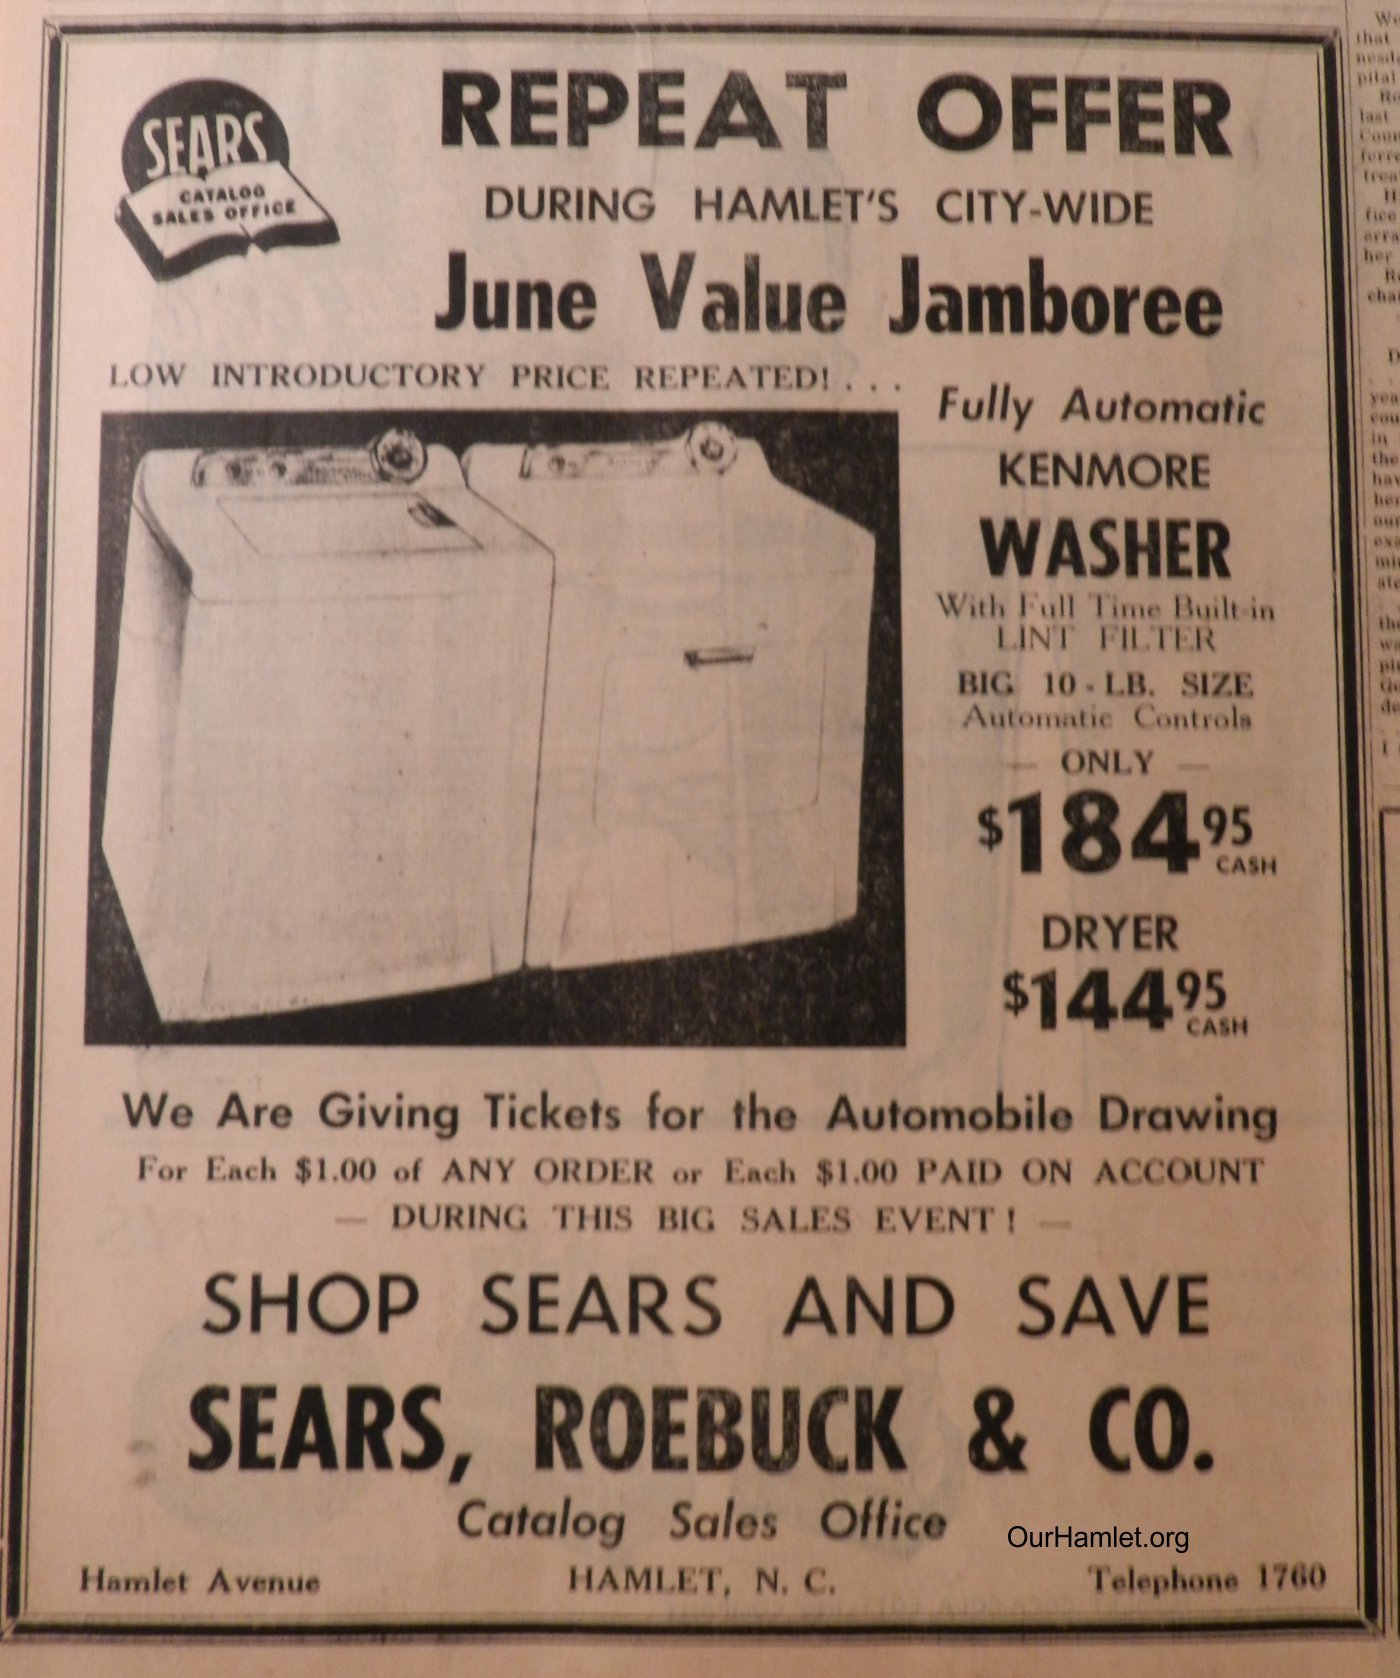 SEARS
CATALOG
SALES OFFICE
REPEAT OFFER
DURING HAMLET'S CITY-WIDE
June Value Jamboree
LOW INTRODUCTORY PRICE REPEATED! . . .
Fully Automatic
KENMORE
WASHER
With Full Time Built-in
LINT FILTER
BIG 10-LB. SIZE
Automatic Controls
— ONLY —
$184 95
CASH
DRYER
$144 95
CASH
We Are Giving Tickets for the Automobile Drawing
For Each $1.00 of ANY ORDER or Each $1.00 PAID ON ACCOUNT
— DURING THIS BIG SALES EVENT! —
SHOP SEARS AND SAVE
SEARS, ROEBUCK & CO.
Catalog Sales Office
OurHamlet.org
Hamlet Avenue HAMLET, N. C. Telephone 1760